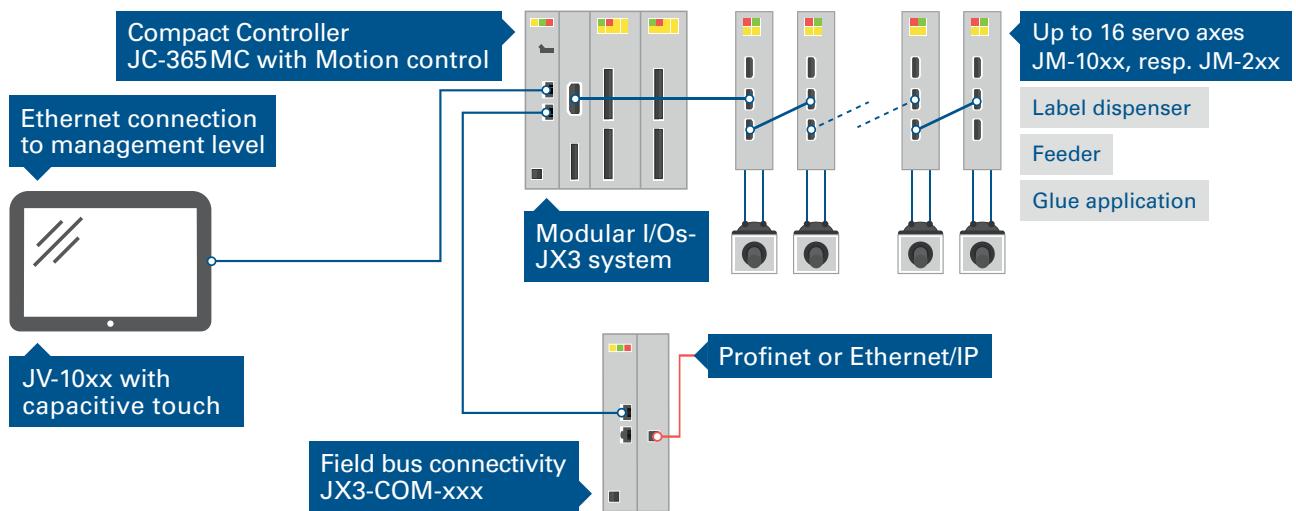 Compact Controller
JC-365 MC with Motion control
Up to 16 servo axes
JM-10xx, resp. JM-2xx
Label dispenser
Feeder
Glue application
Ethernet connection
to management level
Modular I/Os-
JX3 system
JV-10xx with
capacitive touch
Profinet or Ethernet/IP
Field bus connectivity
JX3-COM-xxx